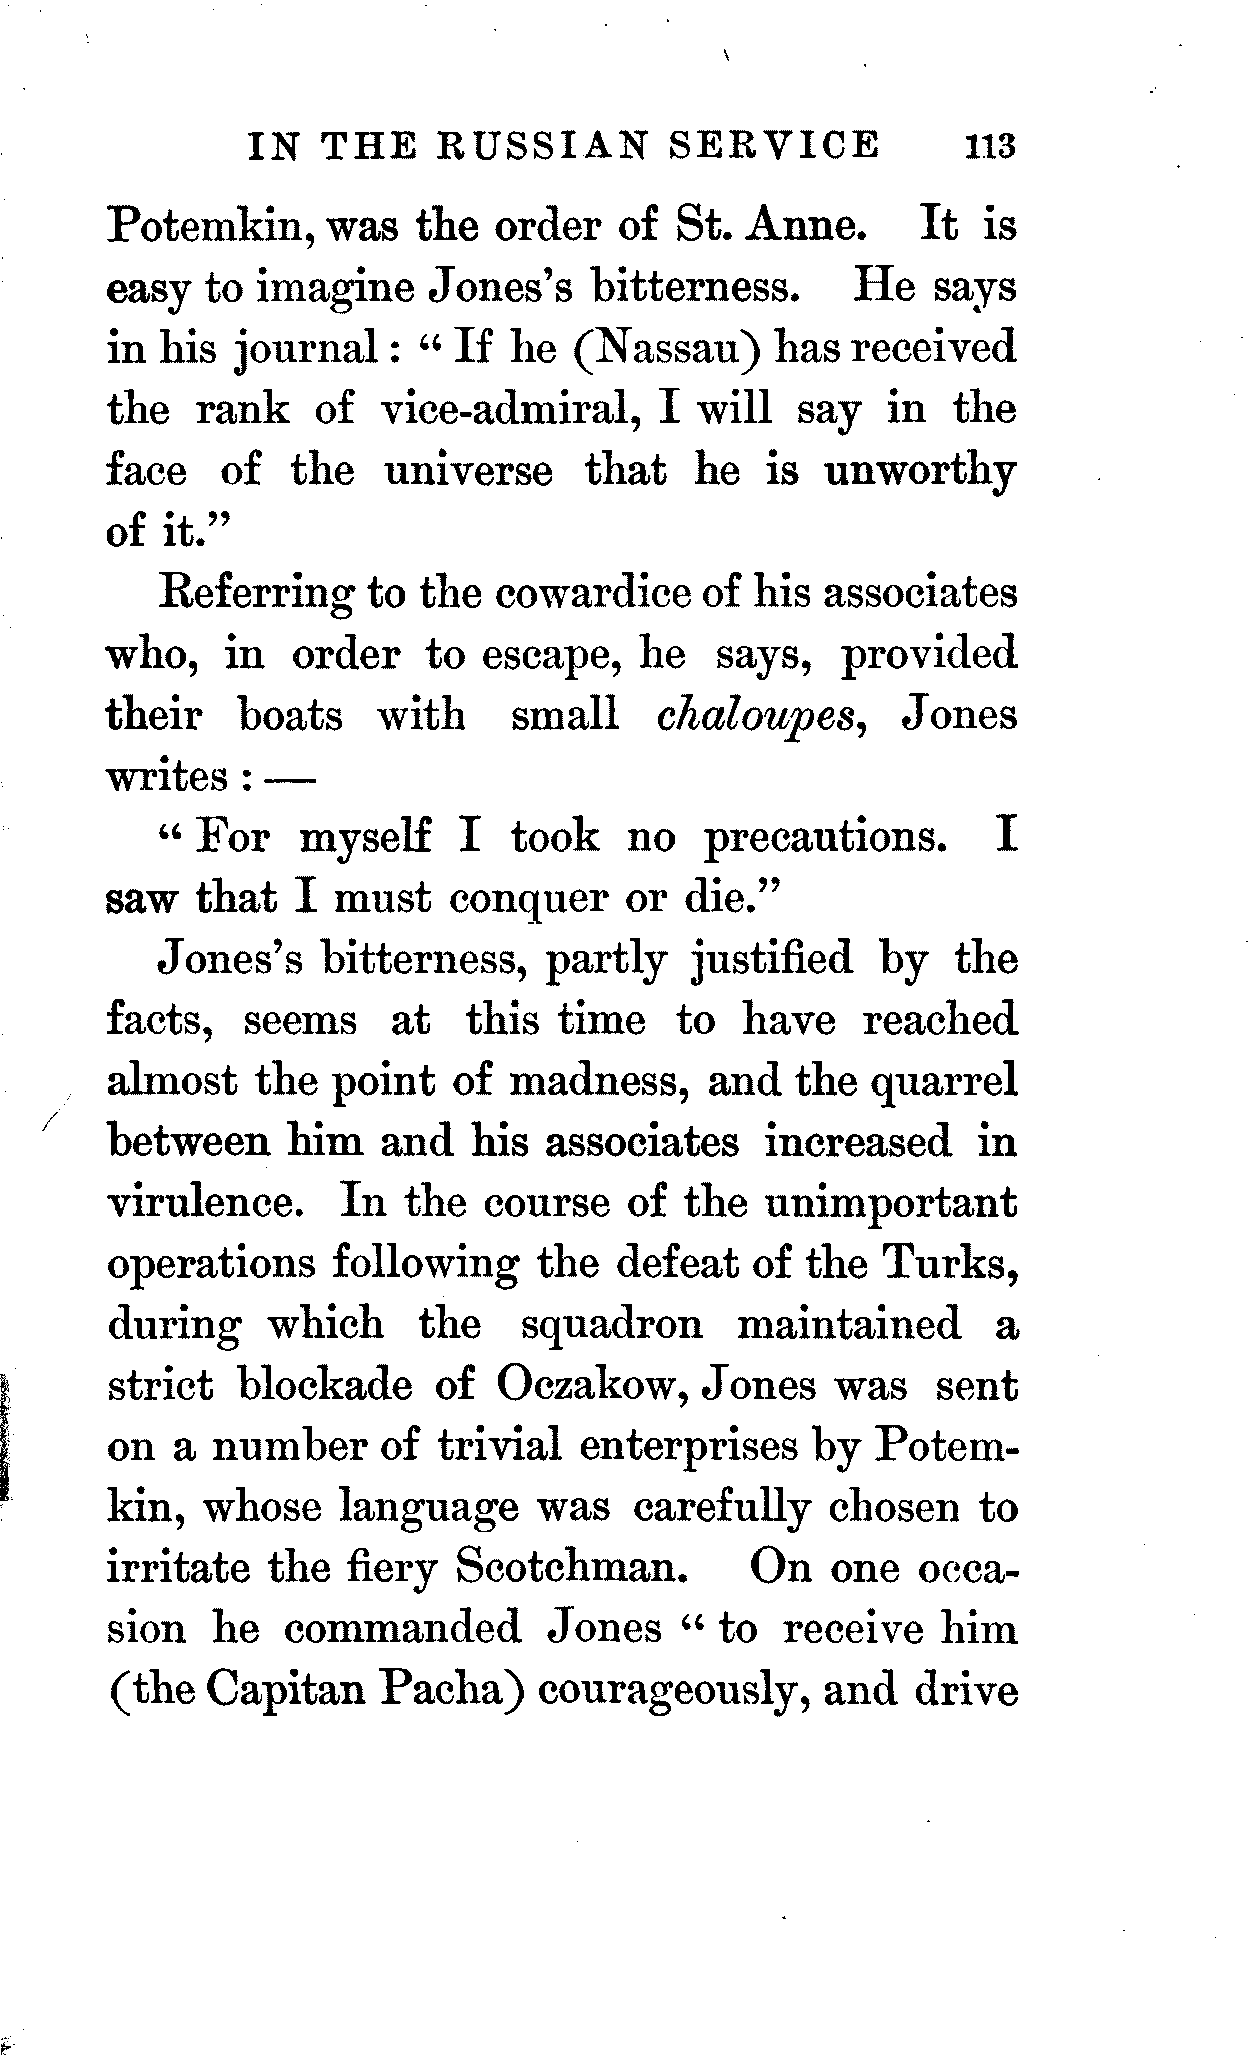 IN THE RUSSIAN SERVICE 113
Potemkin, was the order of St. Anne. It is
easy to imagine Jones's bitterness. He says
in his journal : “ If he (Nassau) has received
the rank of vice-admiral, I will say in the
face of the universe that he is unworthy
of it.”
Referring to the cowardice of his associates
who, in order to escape, he says, provided
their boats with small chaloupes, Jones
writes : —
“ For myself I took no precautions. I
saw that I must conquer or die.”
Jones's bitterness, partly justified by the
facts, seems at this time to have reached
almost the point of madness, and the quarrel
between him and his associates increased in
virulence. In the course of the unimportant
operations following the defeat of the Turks,
during which the squadron maintained a
strict blockade of Oczakow, Jones was sent
on a number of trivial enterprises by Potem-
kin, whose language was carefully chosen to
irritate the fiery Scotchman. On one occa-
sion he commanded Jones “ to receive him
(the Capitan Pacha) courageously, and drive